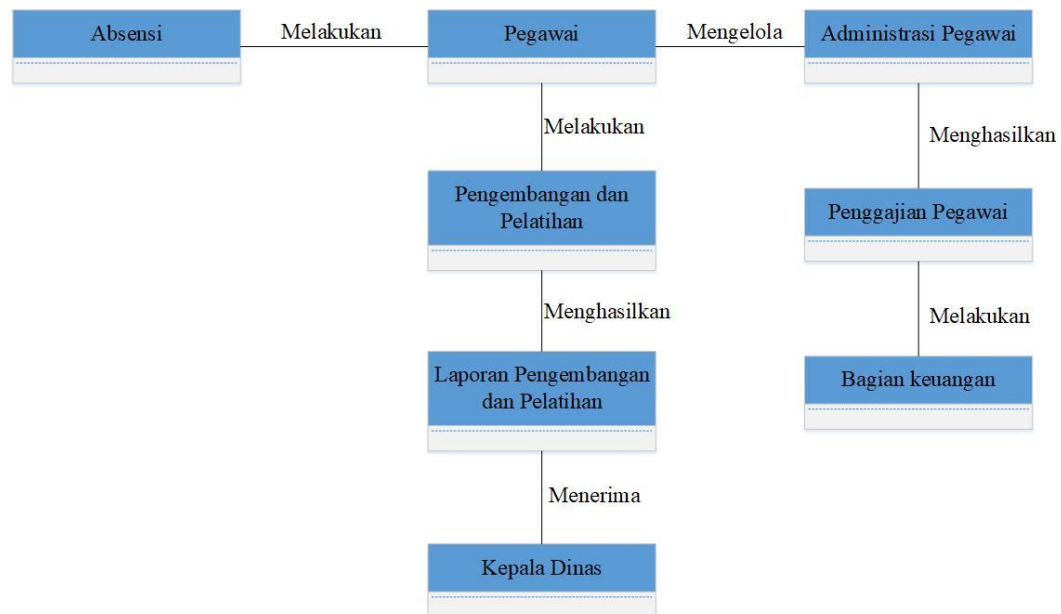 Absensi
Melakukan
Pegawai
Mengelola
Administrasi Pegawai
Melakukan
Menghasilkan
Pengembangan dan
Pelatihan
Penggajian Pegawai
Menghasilkan
Melakukan
Laporan Pengembangan
dan Pelatihan
Bagian keuangan
Menerima
Kepala Dinas